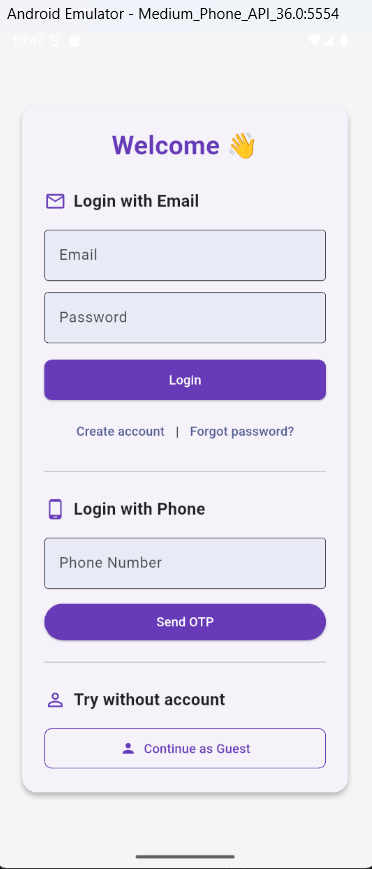 Android Emulator - Medium_Phone_API_36.0:5554
10:47
Welcome 👋
Login with Email
Email
Password
Login
Create account | Forgot password?
Login with Phone
Phone Number
Send OTP
Try without account
Continue as Guest